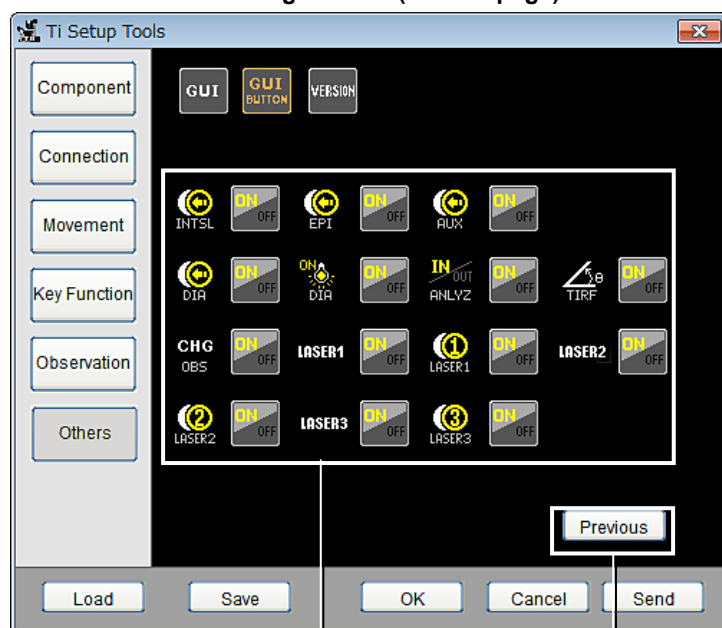 Ti Setup Tools
Component
GUI
GUI BUTTON
VERSION
Connection
Movement
INTSL ON OFF
EPI ON OFF
AUX ON OFF
Key Function
DIA ON OFF
ON DIA ON OFF
IN OUT ANLYZ ON OFF
θ TIRF ON OFF
Observation
CHG OBS ON OFF
LASER1 ON OFF
1 LASER1 ON OFF
LASER2 ON OFF
Others
2 LASER2 ON OFF
LASER3 ON OFF
3 LASER3 ON OFF
Previous
Load
Save
OK
Cancel
Send